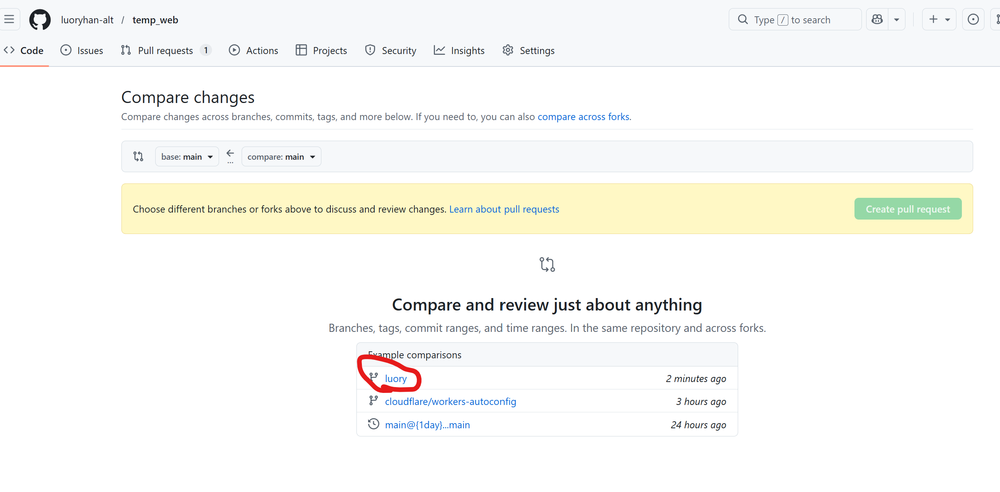 luoryhan-alt / temp_web
Type / to search
Code Issues Pull requests 1 Actions Projects Security Insights Settings
Compare changes
Compare changes across branches, commits, tags, and more below. If you need to, you can also compare across forks.
base: main compare: main
Choose different branches or forks above to discuss and review changes. Learn about pull requests
Create pull request
Compare and review just about anything
Branches, tags, commit ranges, and time ranges. In the same repository and across forks.
Example comparisons
luory 2 minutes ago
cloudflare/workers-autoconfig 3 hours ago
main@{1day}...main 24 hours ago